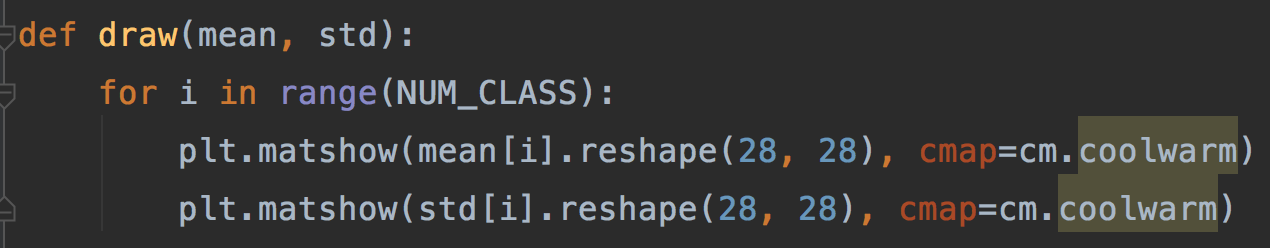 def draw(mean, std):
    for i in range(NUM_CLASS):
        plt.matshow(mean[i].reshape(28, 28), cmap=cm.coolwarm)
        plt.matshow(std[i].reshape(28, 28), cmap=cm.coolwarm)